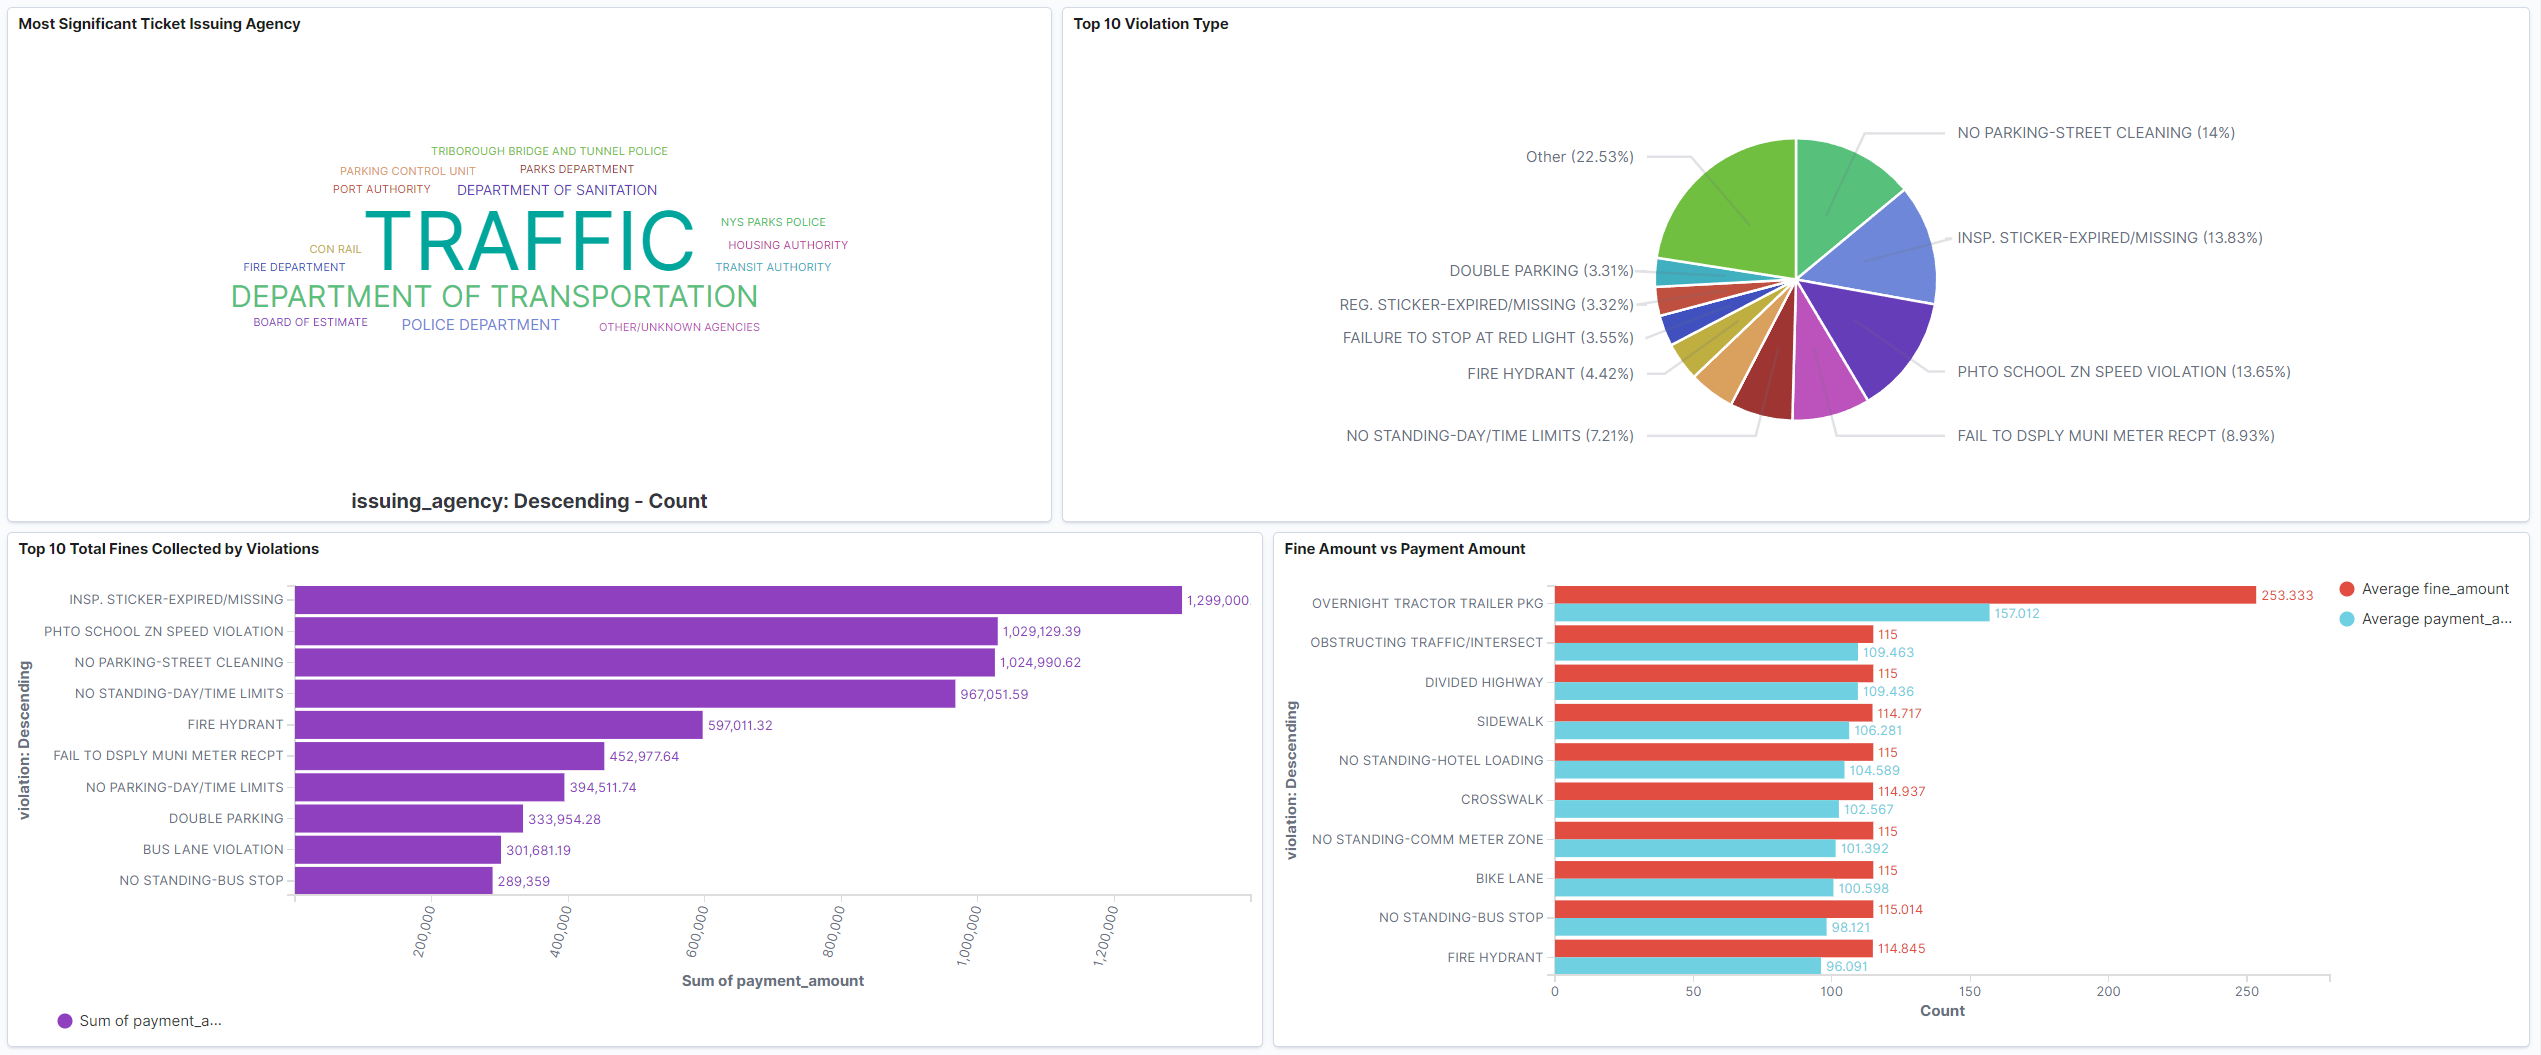 Most Significant Ticket Issuing Agency
TRIBOROUGH BRIDGE AND TUNNEL POLICE
PARKING CONTROL UNIT
PARKS DEPARTMENT
PORT AUTHORITY
DEPARTMENT OF SANITATION
TRAFFIC
NYS PARKS POLICE
HOUSING AUTHORITY
CON RAIL
FIRE DEPARTMENT
TRANSIT AUTHORITY
DEPARTMENT OF TRANSPORTATION
BOARD OF ESTIMATE
POLICE DEPARTMENT
OTHER/UNKNOWN AGENCIES
issuing_agency: Descending - Count
Top 10 Violation Type
NO PARKING-STREET CLEANING (14%)
INSP. STICKER-EXPIRED/MISSING (13.83%)
PHTO SCHOOL ZN SPEED VIOLATION (13.65%)
FAIL TO DSPLY MUNI METER RECPT (8.93%)
Other (22.53%)
DOUBLE PARKING (3.31%)
REG. STICKER-EXPIRED/MISSING (3.32%)
FAILURE TO STOP AT RED LIGHT (3.55%)
FIRE HYDRANT (4.42%)
NO STANDING-DAY/TIME LIMITS (7.21%)
Top 10 Total Fines Collected by Violations
violation: Descending
INSP. STICKER-EXPIRED/MISSING 1,299,000
PHTO SCHOOL ZN SPEED VIOLATION 1,029,129.39
NO PARKING-STREET CLEANING 1,024,990.62
NO STANDING-DAY/TIME LIMITS 967,051.59
FIRE HYDRANT 597,011.32
FAIL TO DSPLY MUNI METER RECPT 452,977.64
NO PARKING-DAY/TIME LIMITS 394,511.74
DOUBLE PARKING 333,954.28
BUS LANE VIOLATION 301,681.19
NO STANDING-BUS STOP 289,359
200,000 400,000 600,000 800,000 1,000,000 1,200,000
Sum of payment_amount
Sum of payment_a...
Fine Amount vs Payment Amount
Average fine_amount
Average payment_a...
violation: Descending
OVERNIGHT TRACTOR TRAILER PKG 253.333
157.012
OBSTRUCTING TRAFFIC/INTERSECT 115
109.463
DIVIDED HIGHWAY 115
109.436
SIDEWALK 114.717
106.281
NO STANDING-HOTEL LOADING 115
104.589
CROSSWALK 114.937
102.567
NO STANDING-COMM METER ZONE 115
101.392
BIKE LANE 115
100.598
NO STANDING-BUS STOP 115.014
98.121
FIRE HYDRANT 114.845
96.091
0 50 100 150 200 250
Count